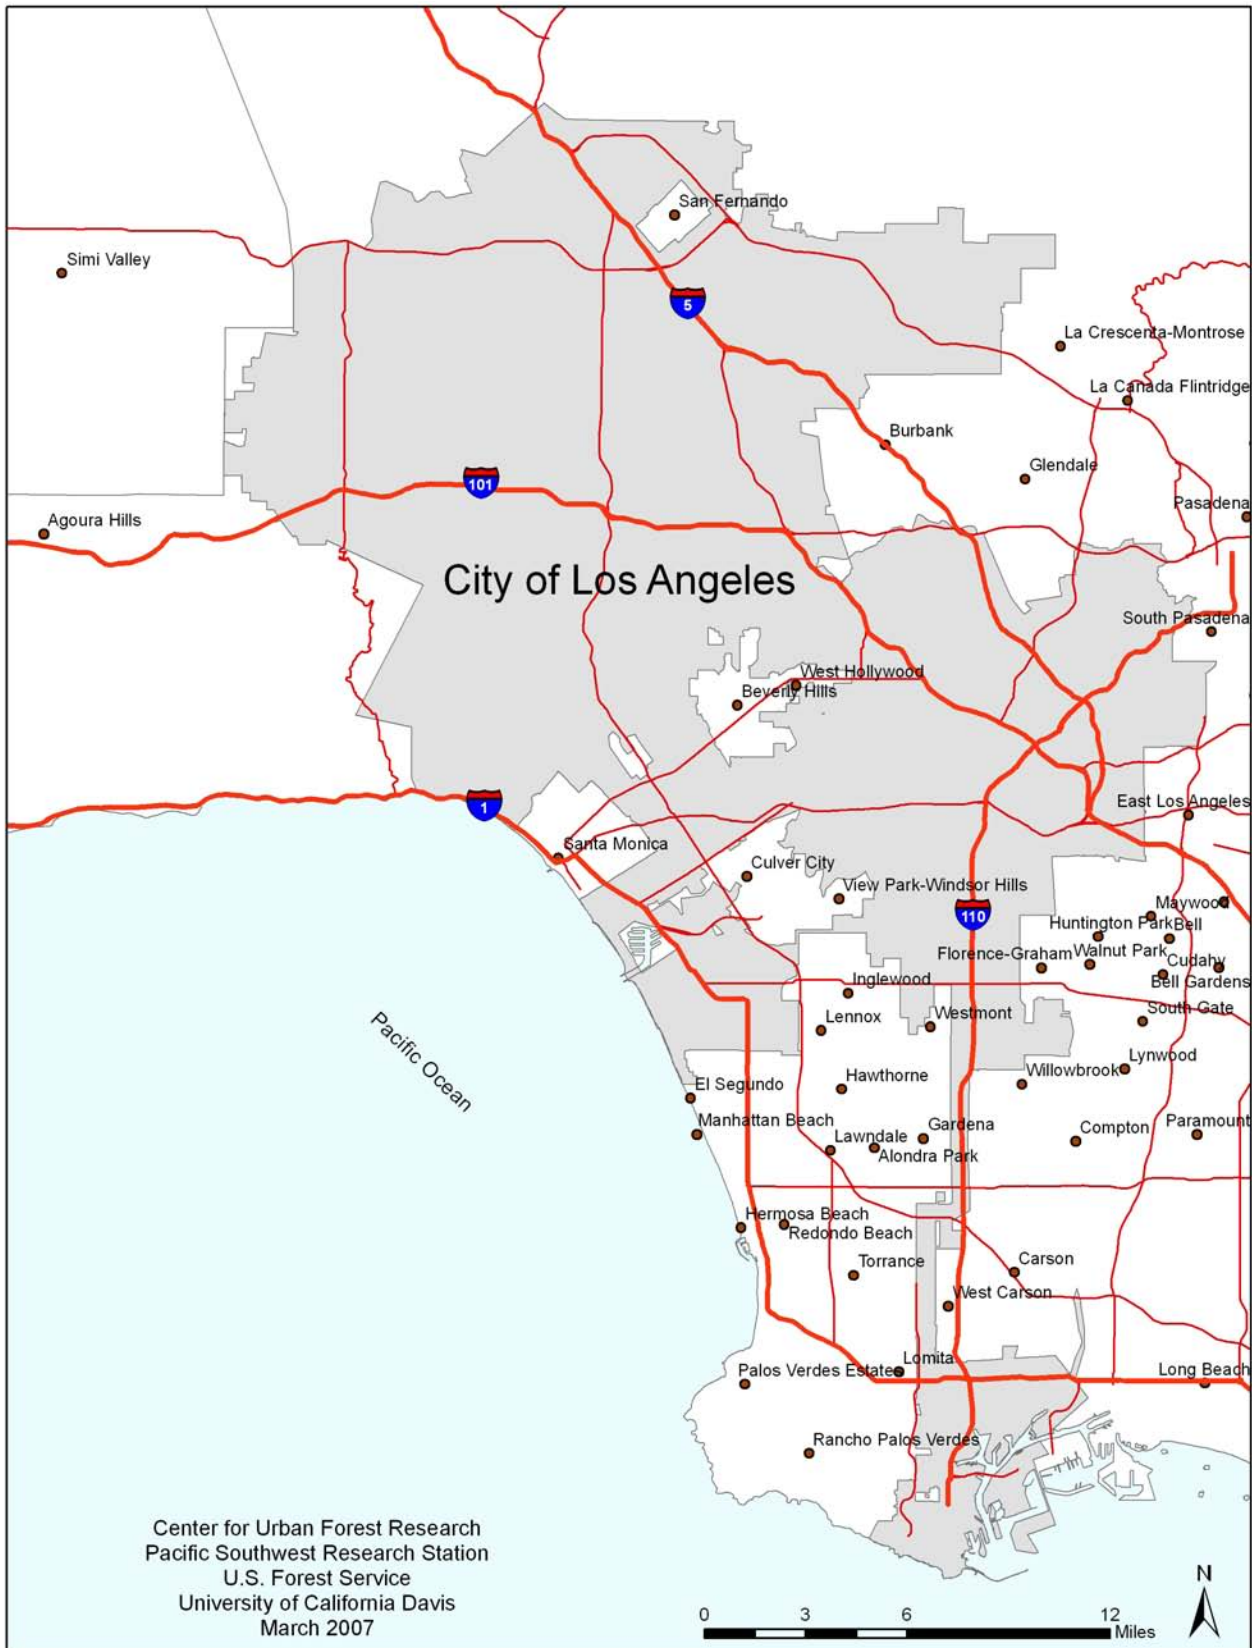 San Fernando
Simi Valley
5
La Crescenta-Montrose
La Canada Flintridge
Burbank
Glendale
101
Pasadena
Agoura Hills
City of Los Angeles
South Pasadena
West Hollywood
Beverly Hills
1
East Los Angeles
Santa Monica
Culver City
View Park-Windsor Hills
Maywood
110
Huntington Park
Bell
Florence-Graham
Walnut Park
Cudahy
Inglewood
Bell Gardens
Lennox
Westmont
South Gate
Pacific Ocean
Lynwood
El Segundo
Hawthorne
Willowbrook
Manhattan Beach
Lawndale
Gardena
Compton
Paramount
Alondra Park
Hermosa Beach
Redondo Beach
Torrance
Carson
West Carson
Lomita
Palos Verdes Estates
Long Beach
Rancho Palos Verdes
Center for Urban Forest Research
Pacific Southwest Research Station
U.S. Forest Service
University of California Davis
March 2007
N
0 3 6 12
Miles